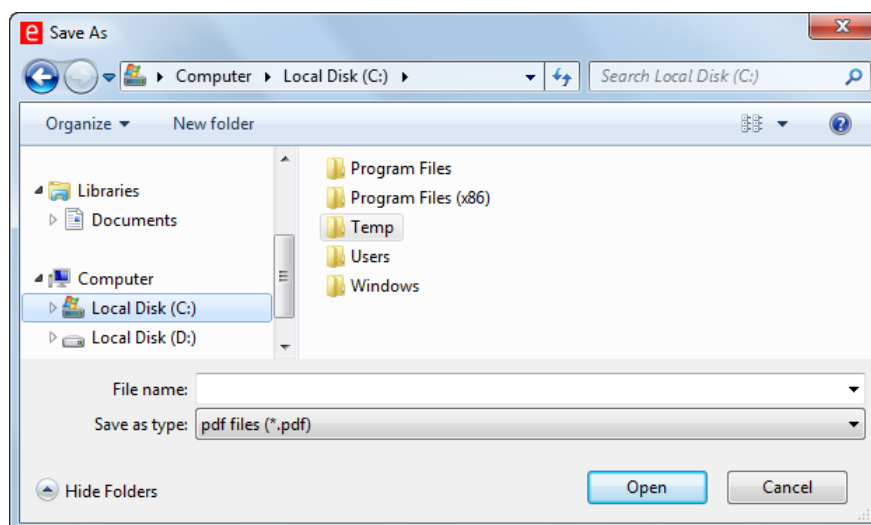 e Save As
Computer Local Disk (C:) Search Local Disk (C:)
Organize New folder
Libraries
Documents
Computer
Local Disk (C:)
Local Disk (D:)
Program Files
Program Files (x86)
Temp
Users
Windows
File name:
Save as type: pdf files (*.pdf)
Hide Folders Open Cancel